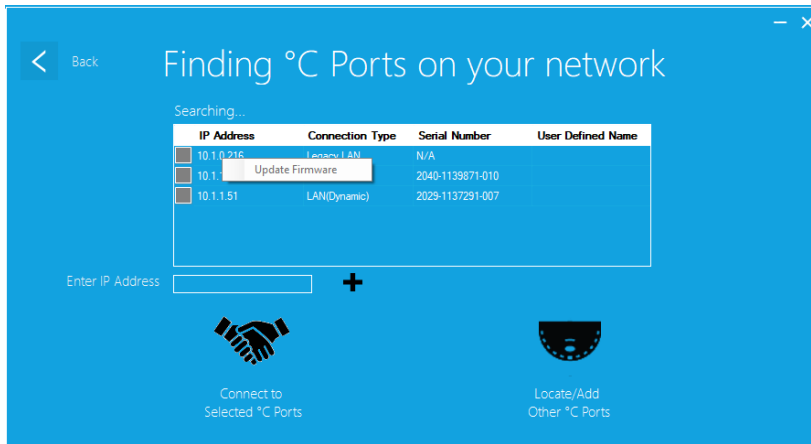 Back
Finding °C Ports on your network
Searching...
IP Address Connection Type Serial Number User Defined Name
10.1.0.216 Legacy LAN N/A
Update Firmware
2040-1139871-010
10.1.1.51 LAN(Dynamic) 2029-1137291-007
Enter IP Address
Connect to
Selected °C Ports
Locate/Add
Other °C Ports